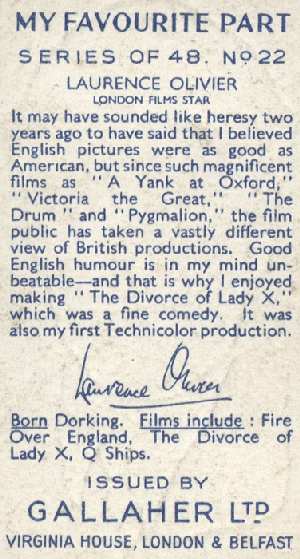 MY FAVOURITE PART
SERIES OF 48. No 22
LAURENCE OLIVIER
LONDON FILMS STAR
It may have sounded like heresy two
years ago to have said that I believed
English pictures were as good as
American, but since such magnificent
films as "A Yank at Oxford,"
"Victoria the Great," "The
Drum" and "Pygmalion," the film
public has taken a vastly different
view of British productions. Good
English humour is in my mind un-
beatable—and that is why I enjoyed
making "The Divorce of Lady X,"
which was a fine comedy. It was
also my first Technicolor production.
Laurence Olivier
Born Dorking. Films include : Fire
Over England, The Divorce of
Lady X, Q Ships.
ISSUED BY
GALLAHER LTD
VIRGINIA HOUSE, LONDON & BELFAST